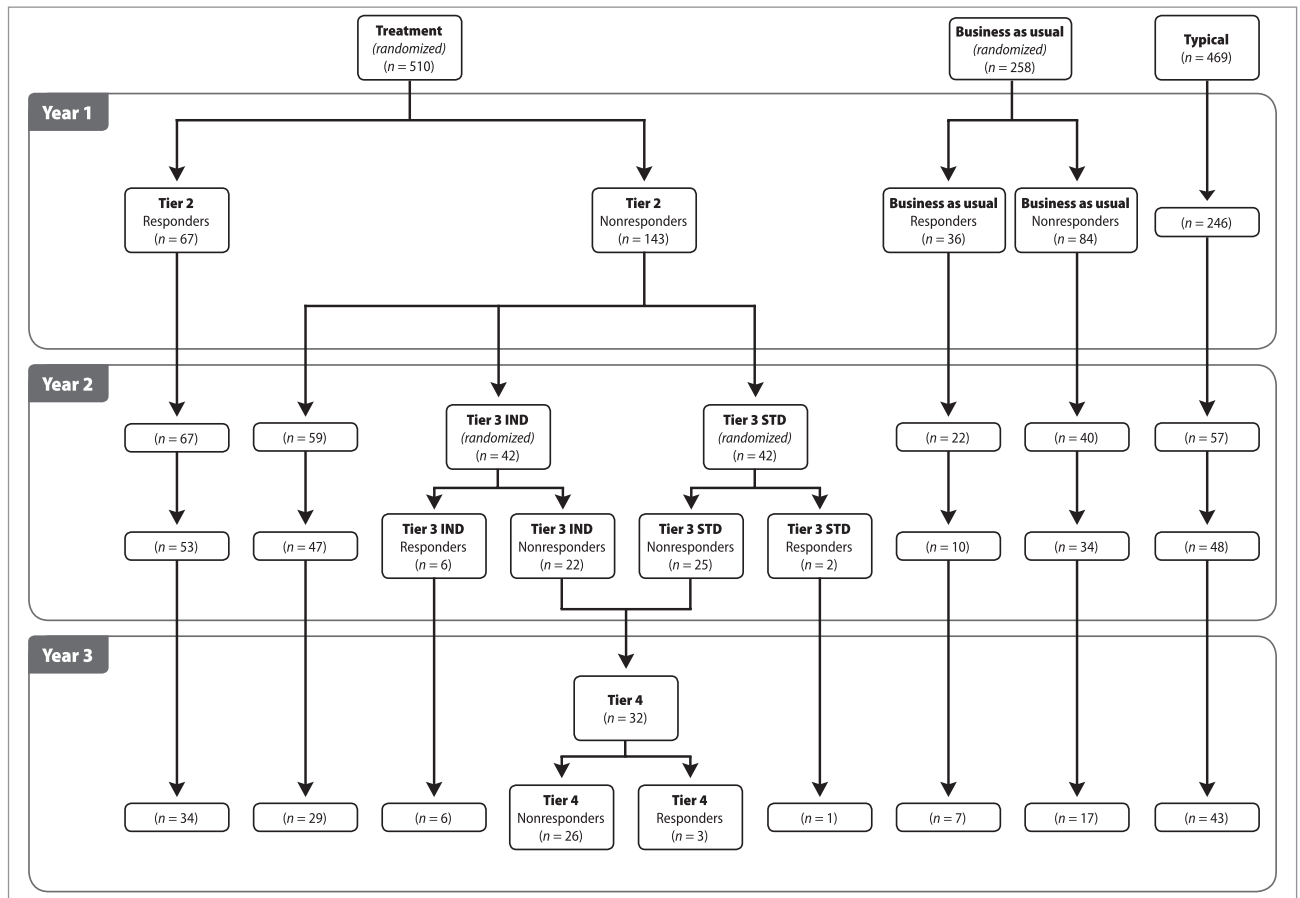 Treatment
(randomized)
(n = 510)
Business as usual
(randomized)
(n = 258)
Typical
(n = 469)
Year 1
Tier 2
Responders
(n = 67)
Tier 2
Nonresponders
(n = 143)
Business as usual
Responders
(n = 36)
Business as usual
Nonresponders
(n = 84)
(n = 246)
Year 2
(n = 67)
(n = 59)
Tier 3 IND
(randomized)
(n = 42)
Tier 3 STD
(randomized)
(n = 42)
(n = 22)
(n = 40)
(n = 57)
(n = 53)
(n = 47)
Tier 3 IND
Responders
(n = 6)
Tier 3 IND
Nonresponders
(n = 22)
Tier 3 STD
Nonresponders
(n = 25)
Tier 3 STD
Responders
(n = 2)
(n = 10)
(n = 34)
(n = 48)
Year 3
Tier 4
(n = 32)
(n = 34)
(n = 29)
(n = 6)
Tier 4
Nonresponders
(n = 26)
Tier 4
Responders
(n = 3)
(n = 1)
(n = 7)
(n = 17)
(n = 43)